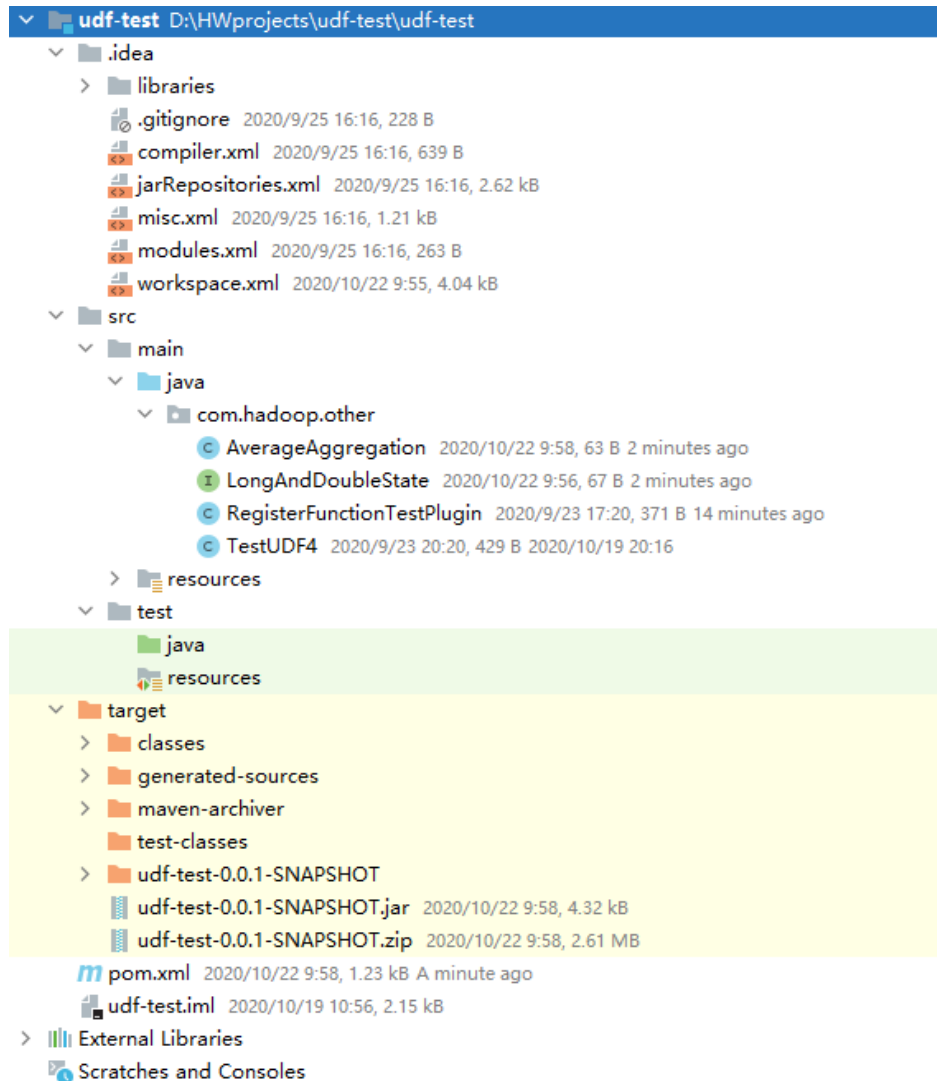 udf-test D:\HWprojects\udf-test\udf-test
.idea
libraries
.gitignore 2020/9/25 16:16, 228 B
compiler.xml 2020/9/25 16:16, 639 B
jarRepositories.xml 2020/9/25 16:16, 2.62 kB
misc.xml 2020/9/25 16:16, 1.21 kB
modules.xml 2020/9/25 16:16, 263 B
workspace.xml 2020/10/22 9:55, 4.04 kB
src
main
java
com.hadoop.other
C AverageAggregation 2020/10/22 9:58, 63 B 2 minutes ago
I LongAndDoubleState 2020/10/22 9:56, 67 B 2 minutes ago
C RegisterFunctionTestPlugin 2020/9/23 17:20, 371 B 14 minutes ago
C TestUDF4 2020/9/23 20:20, 429 B 2020/10/19 20:16
resources
test
java
resources
target
classes
generated-sources
maven-archiver
test-classes
udf-test-0.0.1-SNAPSHOT
udf-test-0.0.1-SNAPSHOT.jar 2020/10/22 9:58, 4.32 kB
udf-test-0.0.1-SNAPSHOT.zip 2020/10/22 9:58, 2.61 MB
m pom.xml 2020/10/22 9:58, 1.23 kB A minute ago
udf-test.iml 2020/10/19 10:56, 2.15 kB
External Libraries
Scratches and Consoles